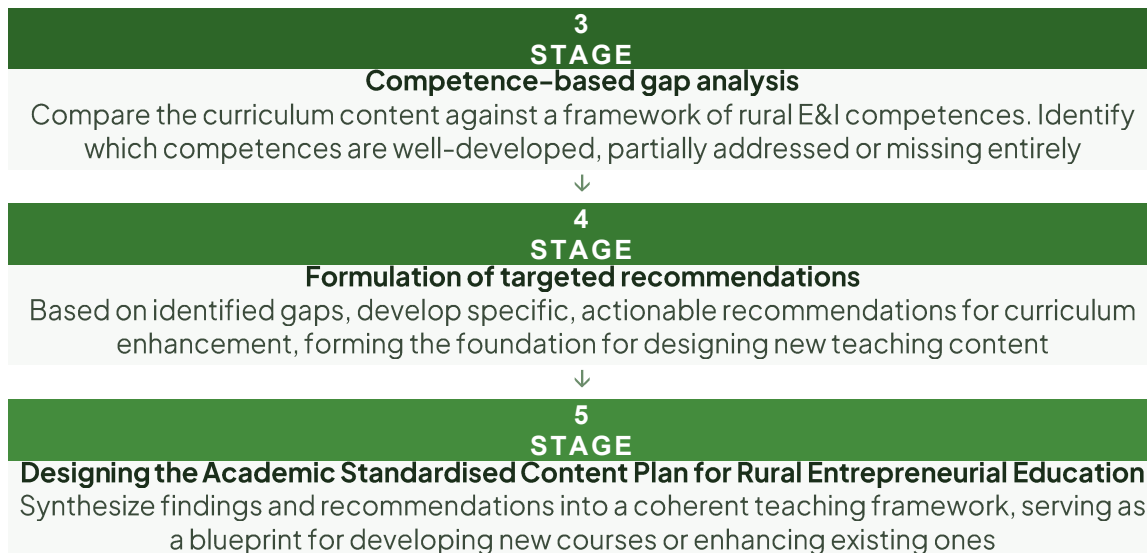 3
STAGE
Competence-based gap analysis
Compare the curriculum content against a framework of rural E&I competences. Identify
which competences are well-developed, partially addressed or missing entirely
↓
4
STAGE
Formulation of targeted recommendations
Based on identified gaps, develop specific, actionable recommendations for curriculum
enhancement, forming the foundation for designing new teaching content
↓
5
STAGE
Designing the Academic Standardised Content Plan for Rural Entrepreneurial Education
Synthesize findings and recommendations into a coherent teaching framework, serving as
a blueprint for developing new courses or enhancing existing ones